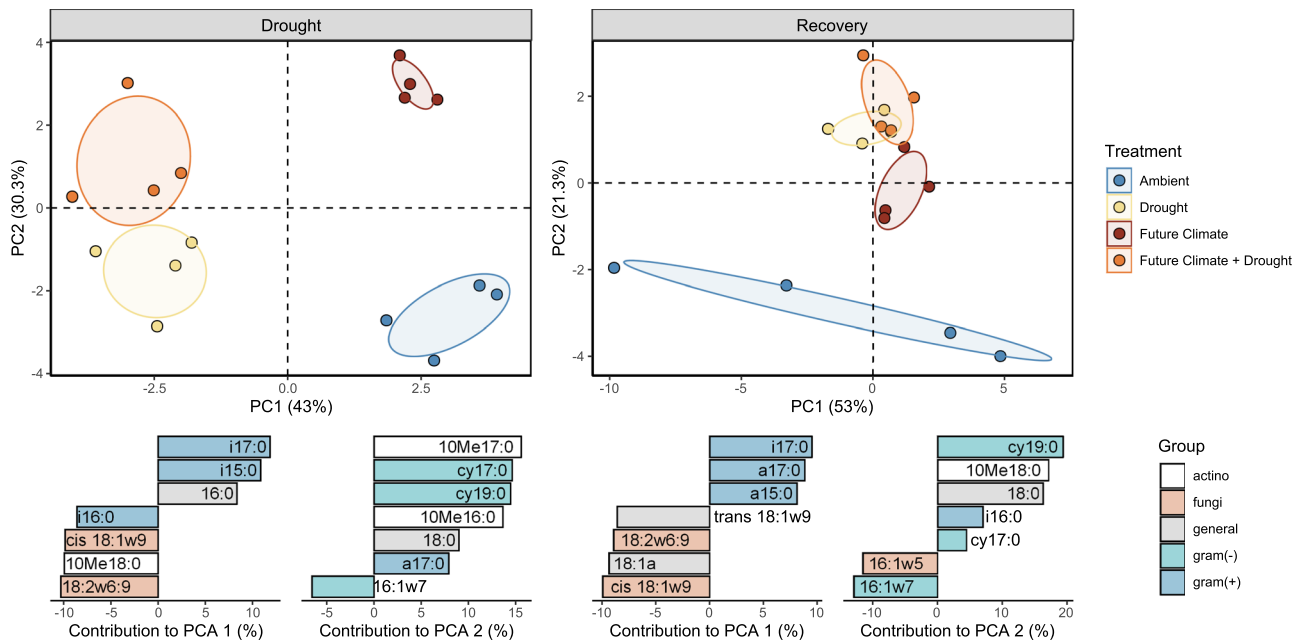 Drought
Recovery
4
2
0
-2
-4
PC2 (30.3%)
-2.5
0.0
2.5
PC1 (43%)
2
0
-2
-4
PC2 (21.3%)
-10
-5
0
5
PC1 (53%)
Treatment
Ambient
Drought
Future Climate
Future Climate + Drought
i17:0
i15:0
16:0
i16:0
cis 18:1w9
10Me18:0
18:2w6:9
-10
-5
0
5
10
Contribution to PCA 1 (%)
10Me17:0
cy17:0
cy19:0
10Me16:0
18:0
a17:0
16:1w7
-5
0
5
10
15
Contribution to PCA 2 (%)
i17:0
a17:0
a15:0
trans 18:1w9
18:2w6:9
18:1a
cis 18:1w9
-10
-5
0
5
10
Contribution to PCA 1 (%)
cy19:0
10Me18:0
18:0
i16:0
cy17:0
16:1w5
16:1w7
-10
0
10
20
Contribution to PCA 2 (%)
Group
actino
fungi
general
gram(-)
gram(+)